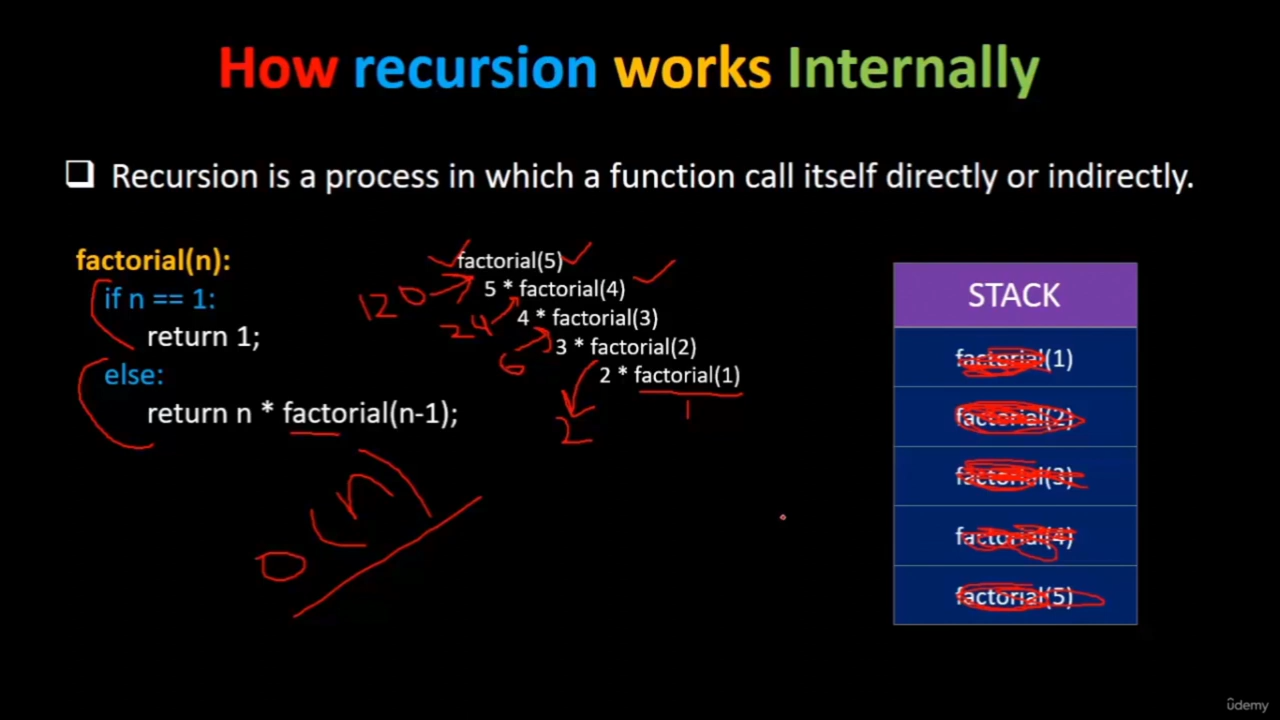 How recursion works Internally
❑ Recursion is a process in which a function call itself directly or indirectly.
factorial(n):
if n == 1:
return 1;
else:
return n * factorial(n-1);
factorial(5)
5 * factorial(4)
4 * factorial(3)
3 * factorial(2)
2 * factorial(1)
120
24
6
2
1
O(n)
STACK
factorial(1)
factorial(2)
factorial(3)
factorial(4)
factorial(5)
ûdemy